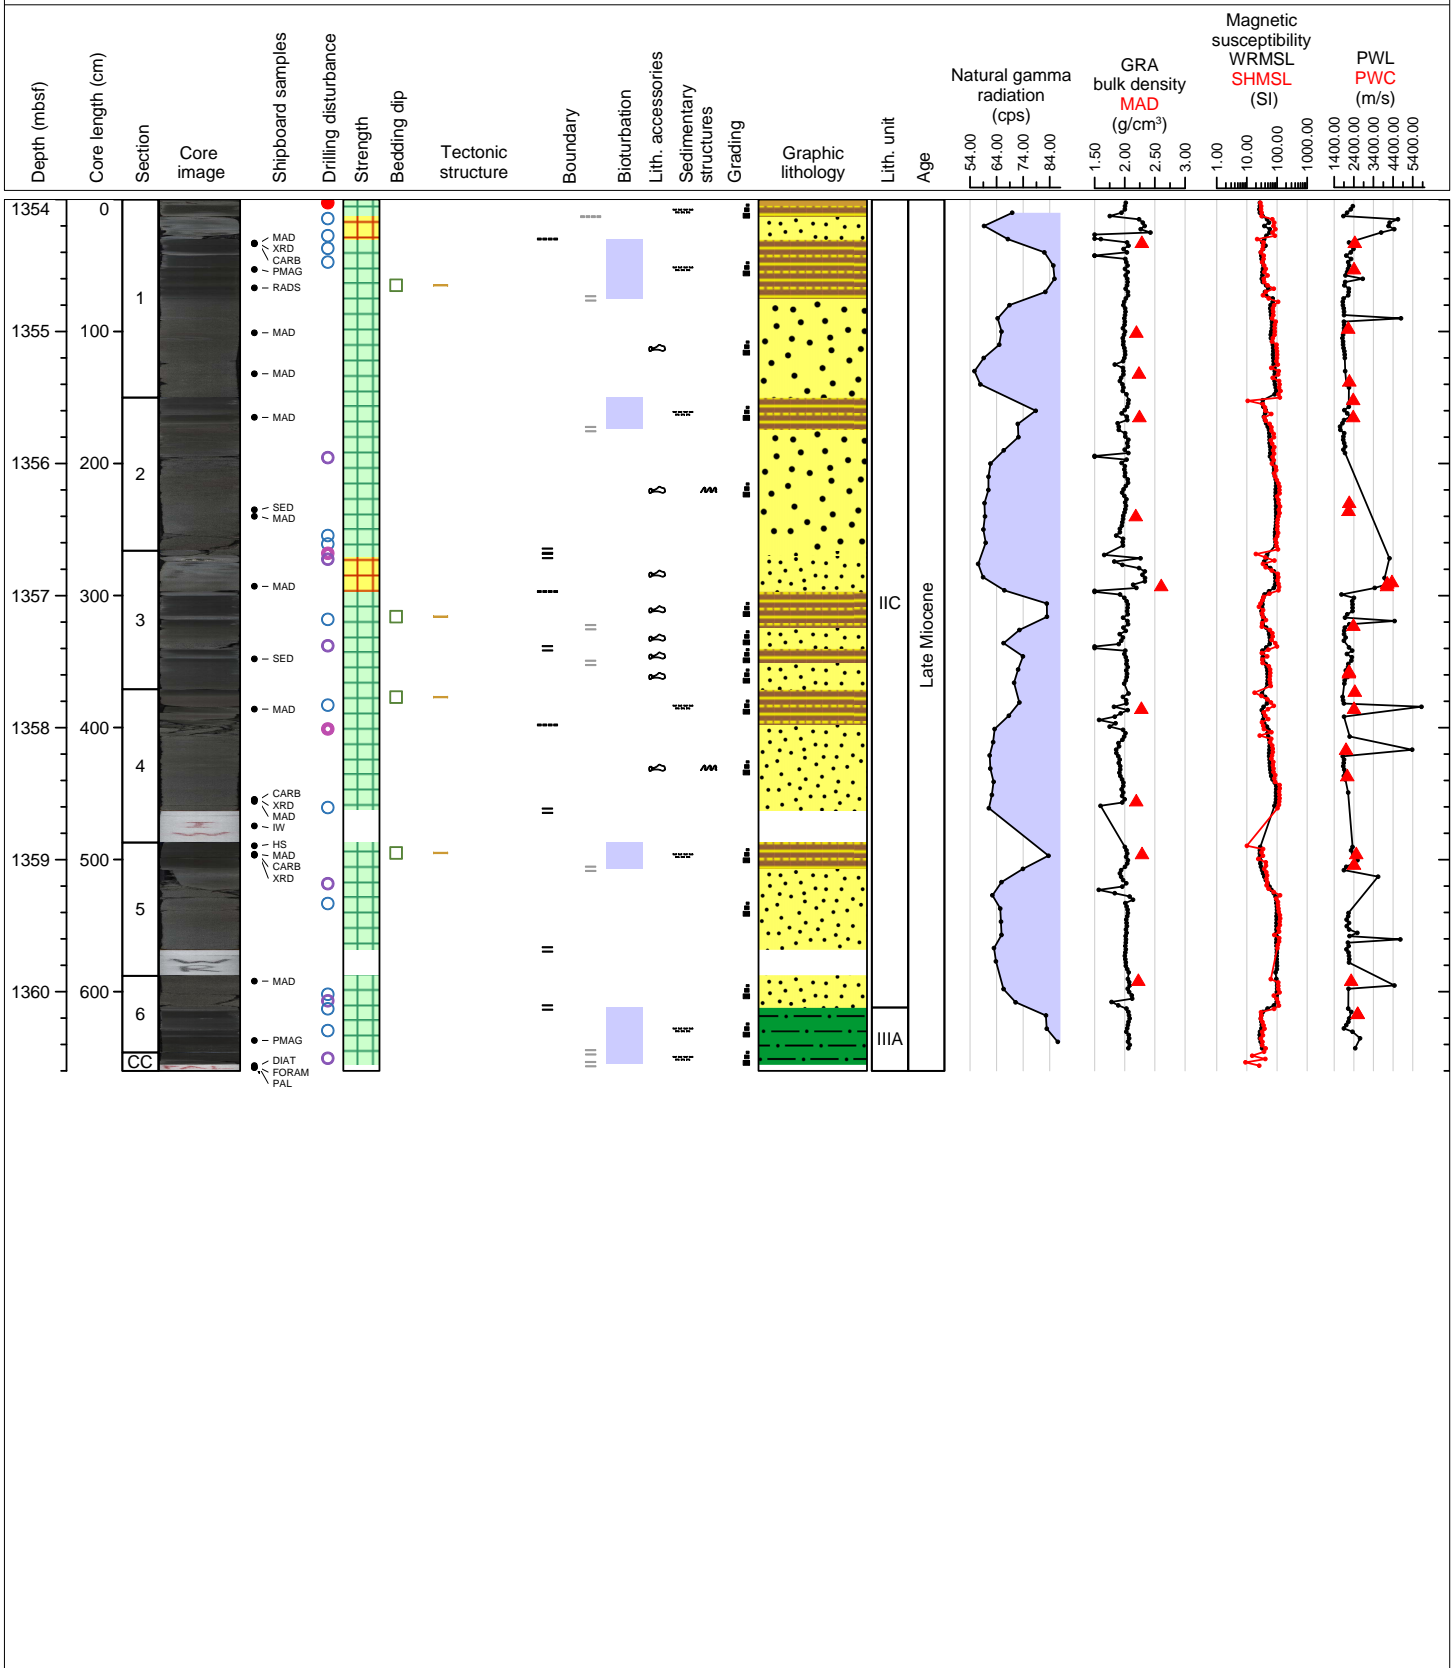 Depth (mbsf)
Core length (cm)
Section
Core
image
Shipboard samples
Drilling disturbance
Strength
Bedding dip
Tectonic
structure
Boundary
Bioturbation
Lith. accessories
Sedimentary
structures
Grading
Graphic
lithology
Lith. unit
Age
Natural gamma
radiation
(cps)
54.00 64.00 74.00 84.00
GRA
bulk density
MAD
(g/cm³)
1.50 2.00 2.50 3.00
Magnetic
susceptibility
WRMSL
SHMSL
(SI)
1.00 10.00 100.00 1000.00
PWL
PWC
(m/s)
1400.00 2400.00 3400.00 4400.00 5400.00
1354 0
MAD
XRD
CARB
PMAG
RADS
1
1355 100
MAD
MAD
MAD
1356 200
2
SED
MAD
MAD
1357 300
3
SED
MAD
1358 400
4
CARB
XRD
MAD
IW
HS
MAD
1359 500
CARB
XRD
5
MAD
1360 600
6
PMAG
CC
DIAT
FORAM
PAL
IIC
IIIA
Late Miocene